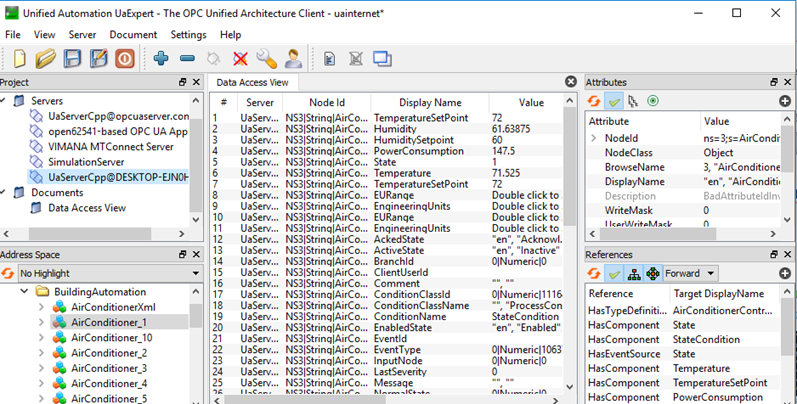 Unified Automation UaExpert - The OPC Unified Architecture Client - uainternet*
File View Server Document Settings Help
Project
Servers
UaServerCpp@opcuaserver.com
open62541-based OPC UA Appl
VIMANA MTConnect Server
SimulationServer
UaServerCpp@DESKTOP-EJN0H
Documents
Data Access View
Address Space
No Highlight
BuildingAutomation
AirConditionerXml
AirConditioner_1
AirConditioner_10
AirConditioner_2
AirConditioner_3
AirConditioner_4
AirConditioner_5
Data Access View
# Server Node Id Display Name Value
1 UaServ... NS3|String|AirCo... TemperatureSetPoint 72
2 UaServ... NS3|String|AirCo... Humidity 61.63875
3 UaServ... NS3|String|AirCo... HumiditySetpoint 60
4 UaServ... NS3|String|AirCo... PowerConsumption 147.5
5 UaServ... NS3|String|AirCo... State 1
6 UaServ... NS3|String|AirCo... Temperature 71.525
7 UaServ... NS3|String|AirCo... TemperatureSetPoint 72
8 UaServ... NS3|String|AirCo... EURange Double click to
9 UaServ... NS3|String|AirCo... EngineeringUnits Double click to
10 UaServ... NS3|String|AirCo... EURange Double click to
11 UaServ... NS3|String|AirCo... EngineeringUnits Double click to
12 UaServ... NS3|String|AirCo... AckedState "en", "Acknowl.
13 UaServ... NS3|String|AirCo... ActiveState "en", "Inactive"
14 UaServ... NS3|String|AirCo... BranchId 0|Numeric|0
15 UaServ... NS3|String|AirCo... ClientUserId
16 UaServ... NS3|String|AirCo... Comment "", ""
17 UaServ... NS3|String|AirCo... ConditionClassId 0|Numeric|11164
18 UaServ... NS3|String|AirCo... ConditionClassName "", "ProcessCon
19 UaServ... NS3|String|AirCo... ConditionName StateCondition
20 UaServ... NS3|String|AirCo... EnabledState "en", "Enabled"
21 UaServ... NS3|String|AirCo... EventId
22 UaServ... NS3|String|AirCo... EventType 0|Numeric|1063
23 UaServ... NS3|String|AirCo... InputNode 0|Numeric|0
24 UaServ... NS3|String|AirCo... LastSeverity 0
25 UaServ... NS3|String|AirCo... Message "", ""
26 UaServ... NS3|String|AirCo... NormalState 0|Numeric|0
Attributes
Attribute Value
NodeId ns=3;s=AirCondi
NodeClass Object
BrowseName 3, "AirConditione
DisplayName "en", "AirConditio
Description BadAttributeIdInv
WriteMask 0
UserWriteMask 0
References
Forward
Reference Target DisplayName
HasTypeDefiniti... AirConditionerContr...
HasComponent State
HasComponent StateCondition
HasEventSource State
HasComponent Temperature
HasComponent TemperatureSetPoint
HasComponent PowerConsumption